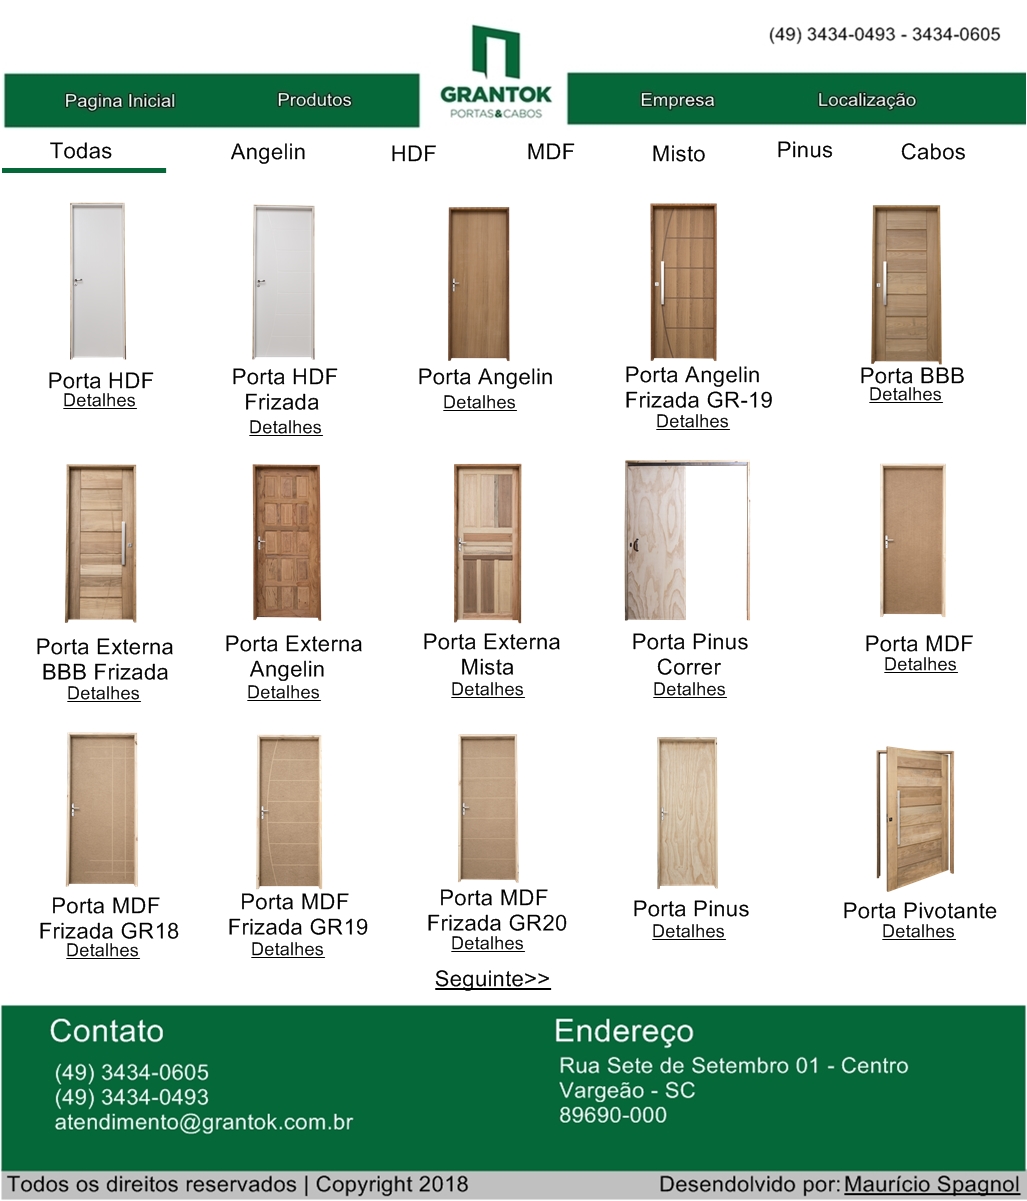 (49) 3434-0493 - 3434-0605
Pagina Inicial
Produtos
GRANTOK
PORTAS&CABOS
Empresa
Localização
Todas
Angelin
HDF
MDF
Misto
Pinus
Cabos
Porta HDF
Detalhes
Porta HDF
Frizada
Detalhes
Porta Angelin
Detalhes
Porta Angelin
Frizada GR-19
Detalhes
Porta BBB
Detalhes
Porta Externa
BBB Frizada
Detalhes
Porta Externa
Angelin
Detalhes
Porta Externa
Mista
Detalhes
Porta Pinus
Correr
Detalhes
Porta MDF
Detalhes
Porta MDF
Frizada GR18
Detalhes
Porta MDF
Frizada GR19
Detalhes
Porta MDF
Frizada GR20
Detalhes
Porta Pinus
Detalhes
Porta Pivotante
Detalhes
Seguinte>>
Contato
(49) 3434-0605
(49) 3434-0493
atendimento@grantok.com.br
Endereço
Rua Sete de Setembro 01 - Centro
Vargeão - SC
89690-000
Todos os direitos reservados | Copyright 2018
Desendolvido por: Maurício Spagnol